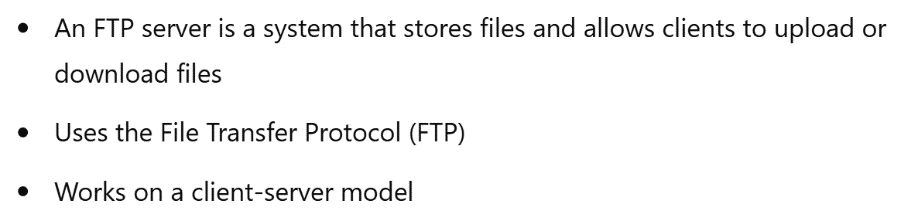 • An FTP server is a system that stores files and allows clients to upload or
download files
• Uses the File Transfer Protocol (FTP)
• Works on a client-server model